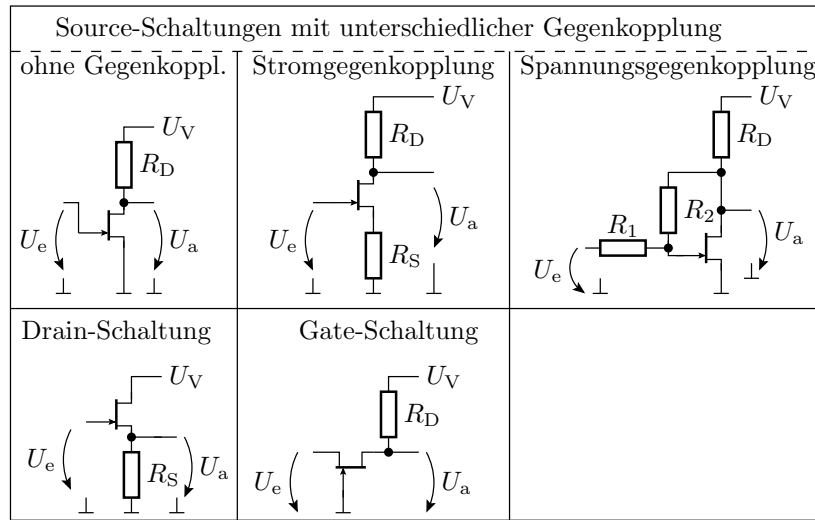 Source-Schaltungen mit unterschiedlicher Gegenkopplung
ohne Gegenkoppl.
U_V
R_D
U_e
U_a
Stromgegenkopplung
U_V
R_D
U_e
R_S
U_a
Spannungsgegenkopplung
U_V
R_D
R_2
R_1
U_e
U_a
Drain-Schaltung
U_V
U_e
R_S
U_a
Gate-Schaltung
U_V
R_D
U_e
U_a